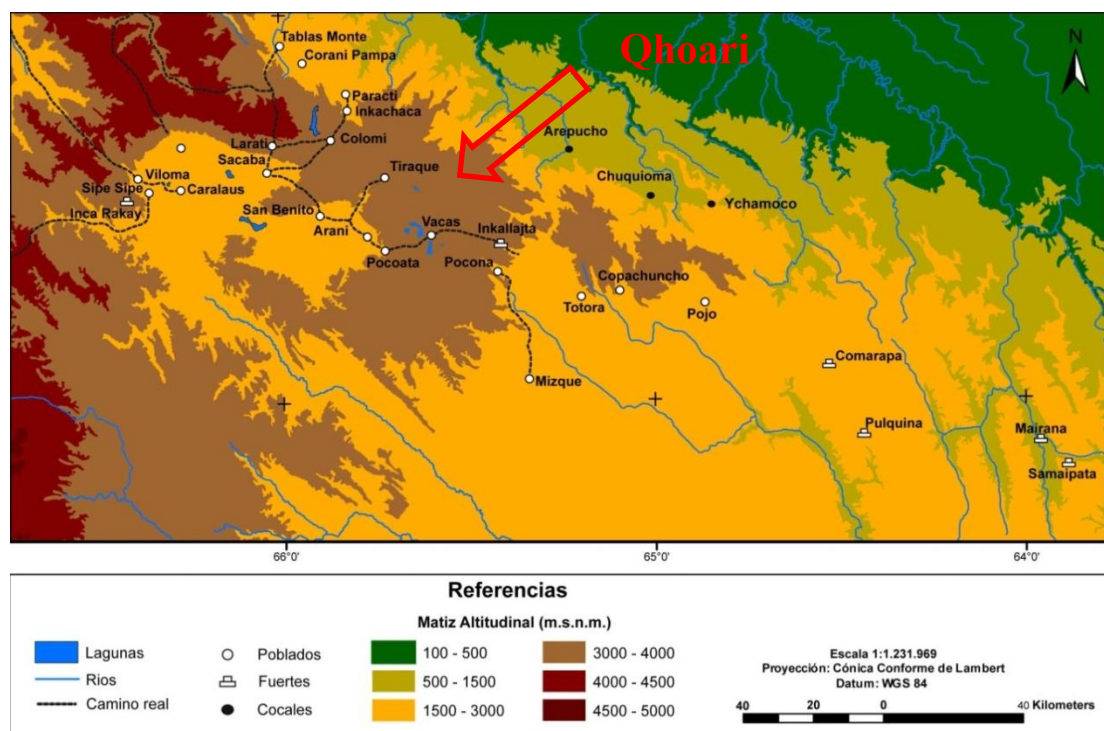 Qhoari
N
Tablas Monte
Corani Pampa
Paracti
Inkachaca
Larati
Colomi
Arepucho
Sacaba
Tiraque
Viloma
Chuquioma
Sipe Sipe
Caralaus
Ychamoco
Inca Rakay
San Benito
Vacas
Inkallajta
Arani
Pocoata
Pocona
Copachuncho
Totora
Pojo
Comarapa
Mizque
Pulquina
Mairana
Samaipata
66°0'
65°0'
64°0'
Referencias
Matiz Altitudinal (m.s.n.m.)
Lagunas
Rios
Camino real
Poblados
Fuertes
Cocales
100 - 500
500 - 1500
1500 - 3000
3000 - 4000
4000 - 4500
4500 - 5000
Escala 1:1.231.969
Proyección: Cónica Conforme de Lambert
Datum: WGS 84
40 20 0 40 Kilometers